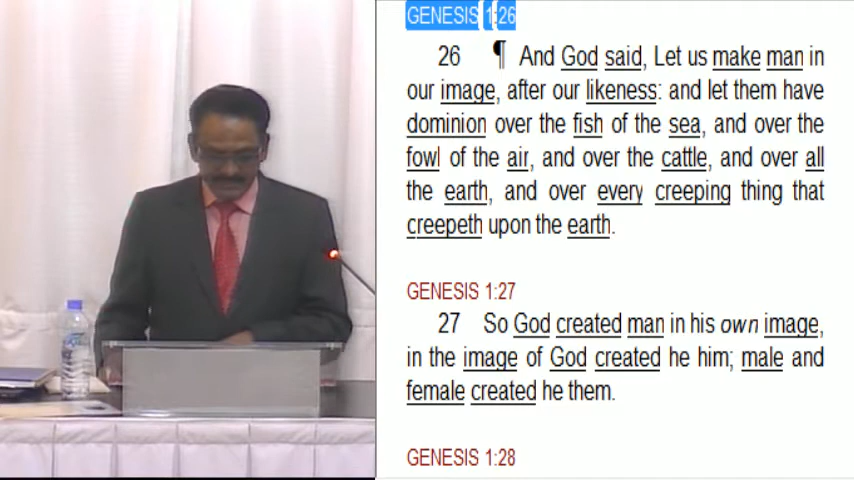 GENESIS 1:26
26 ¶ And God said, Let us make man in
our image, after our likeness: and let them have
dominion over the fish of the sea, and over the
fowl of the air, and over the cattle, and over all
the earth, and over every creeping thing that
creepeth upon the earth.
GENESIS 1:27
27 So God created man in his own image,
in the image of God created he him; male and
female created he them.
GENESIS 1:28